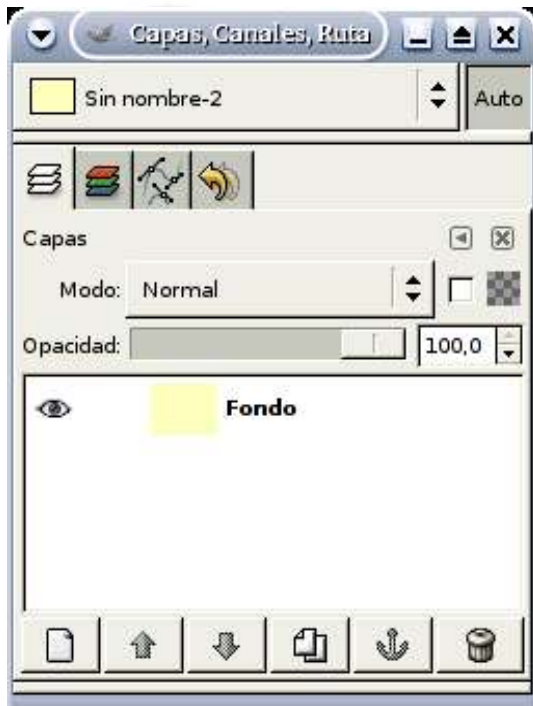 Capas, Canales, Ruta
Sin nombre-2
Auto
Capas
Modo: Normal
Opacidad: 100,0
Fondo